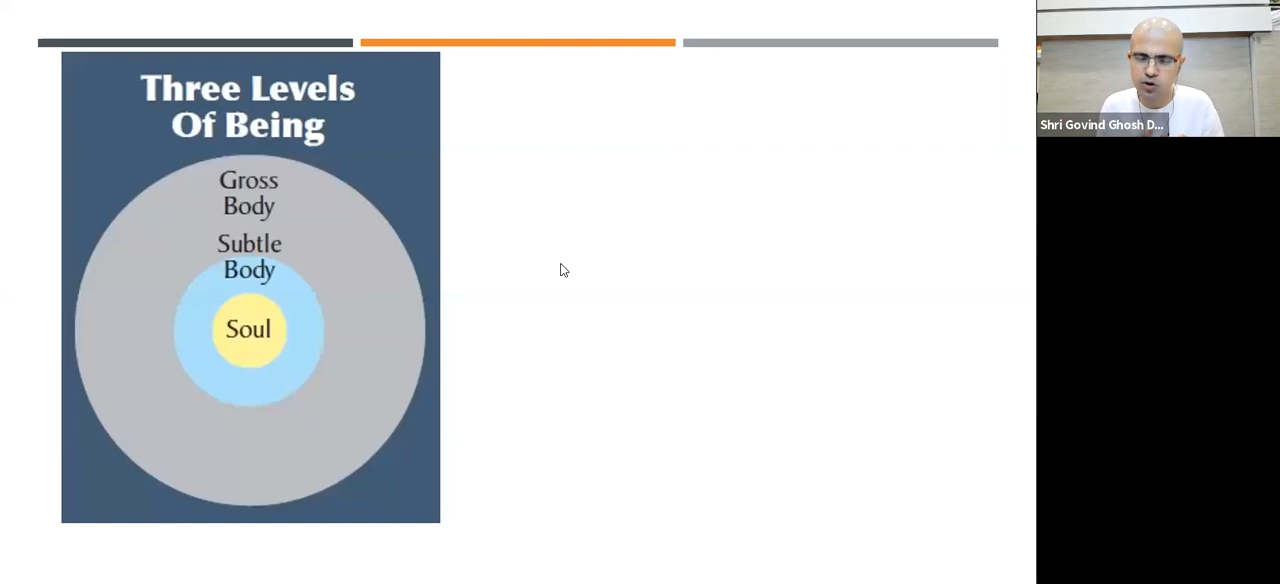 Three Levels
Of Being
Gross
Body
Subtle
Body
Soul
Shri Govind Ghosh D...